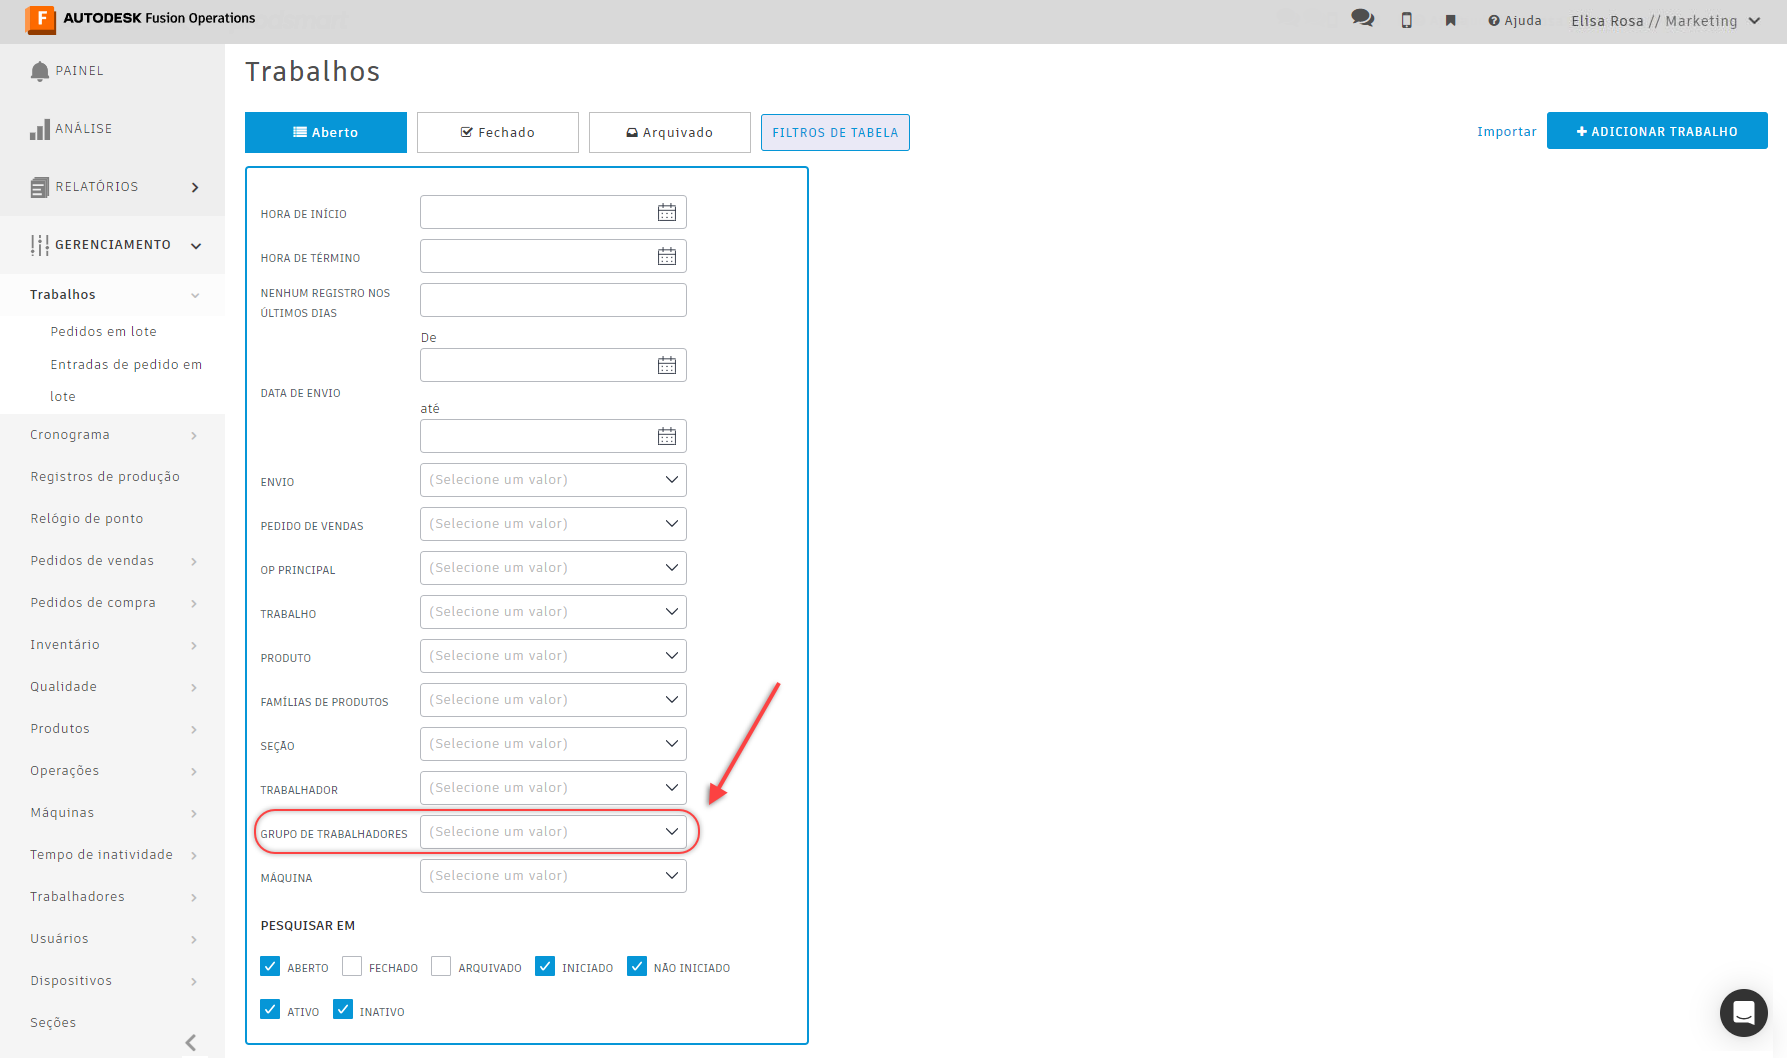 AUTODESK Fusion Operations
Ajuda
Elisa Rosa // Marketing
PAINEL
ANÁLISE
RELATÓRIOS
GERENCIAMENTO
Trabalhos
Pedidos em lote
Entradas de pedido em
lote
Cronograma
Registros de produção
Relógio de ponto
Pedidos de vendas
Pedidos de compra
Inventário
Qualidade
Produtos
Operações
Máquinas
Tempo de inatividade
Trabalhadores
Usuários
Dispositivos
Seções
Trabalhos
Aberto
Fechado
Arquivado
FILTROS DE TABELA
Importar
ADICIONAR TRABALHO
HORA DE INÍCIO
HORA DE TÉRMINO
NENHUM REGISTRO NOS
ÚLTIMOS DIAS
De
DATA DE ENVIO
até
ENVIO (Selecione um valor)
PEDIDO DE VENDAS (Selecione um valor)
OP PRINCIPAL (Selecione um valor)
TRABALHO (Selecione um valor)
PRODUTO (Selecione um valor)
FAMÍLIAS DE PRODUTOS (Selecione um valor)
SEÇÃO (Selecione um valor)
TRABALHADOR (Selecione um valor)
GRUPO DE TRABALHADORES (Selecione um valor)
MÁQUINA (Selecione um valor)
PESQUISAR EM
ABERTO FECHADO ARQUIVADO INICIADO NÃO INICIADO
ATIVO INATIVO